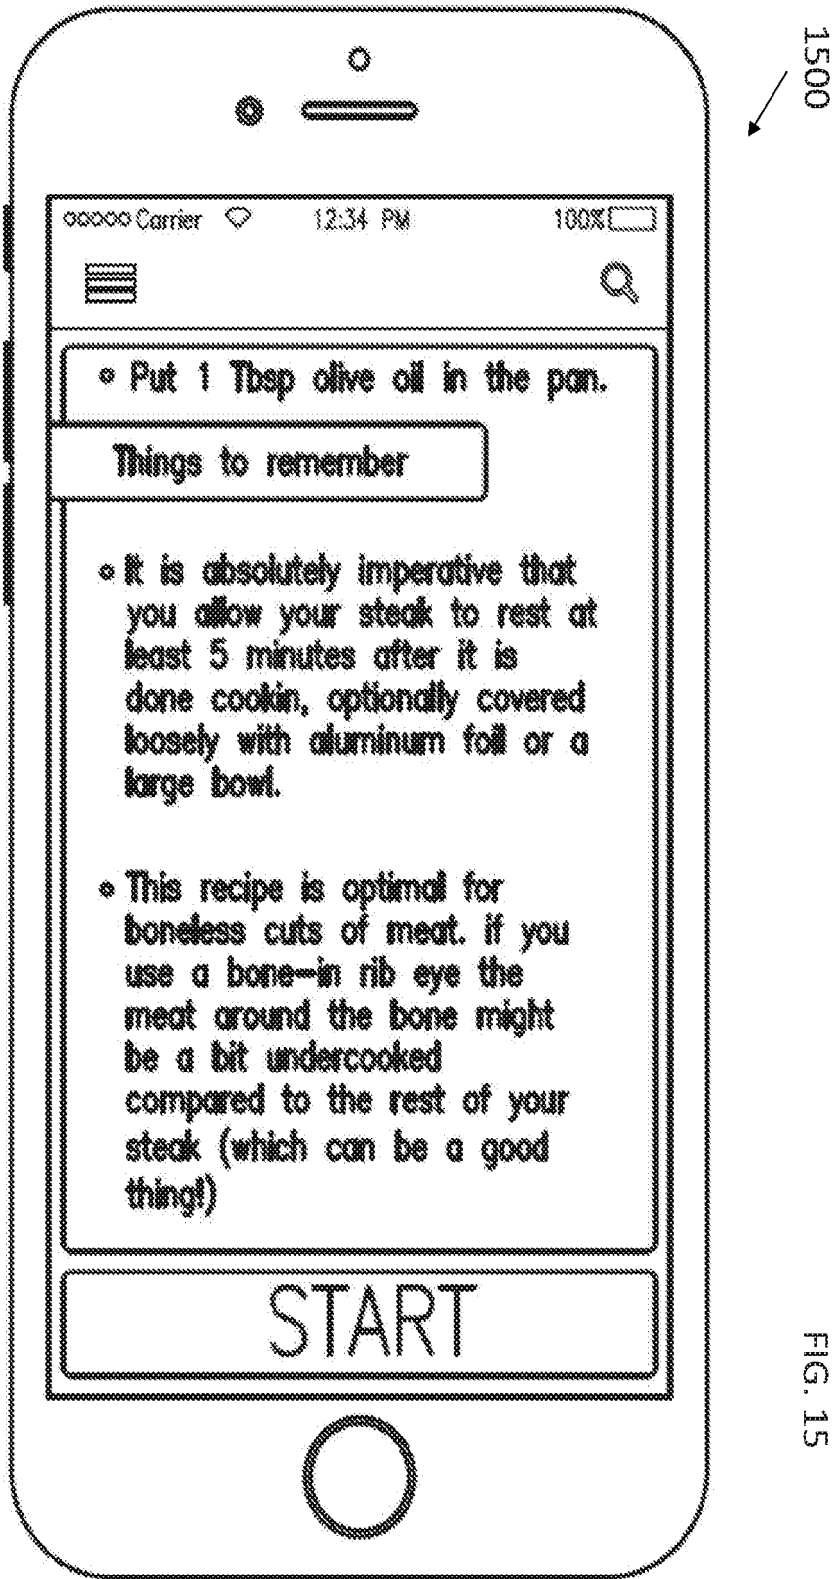 1500
ooooo Carrier 12:34 PM 100%
Put 1 Tbsp olive oil in the pan.
Things to remember
It is absolutely imperative that
you allow your steak to rest at
least 5 minutes after it is
done cookin, optionally covered
loosely with aluminum foil or a
large bowl.
This recipe is optimal for
boneless cuts of meat. if you
use a bone-in rib eye the
meat around the bone might
be a bit undercooked
compared to the rest of your
steak (which can be a good
thing!)
START
FIG. 15